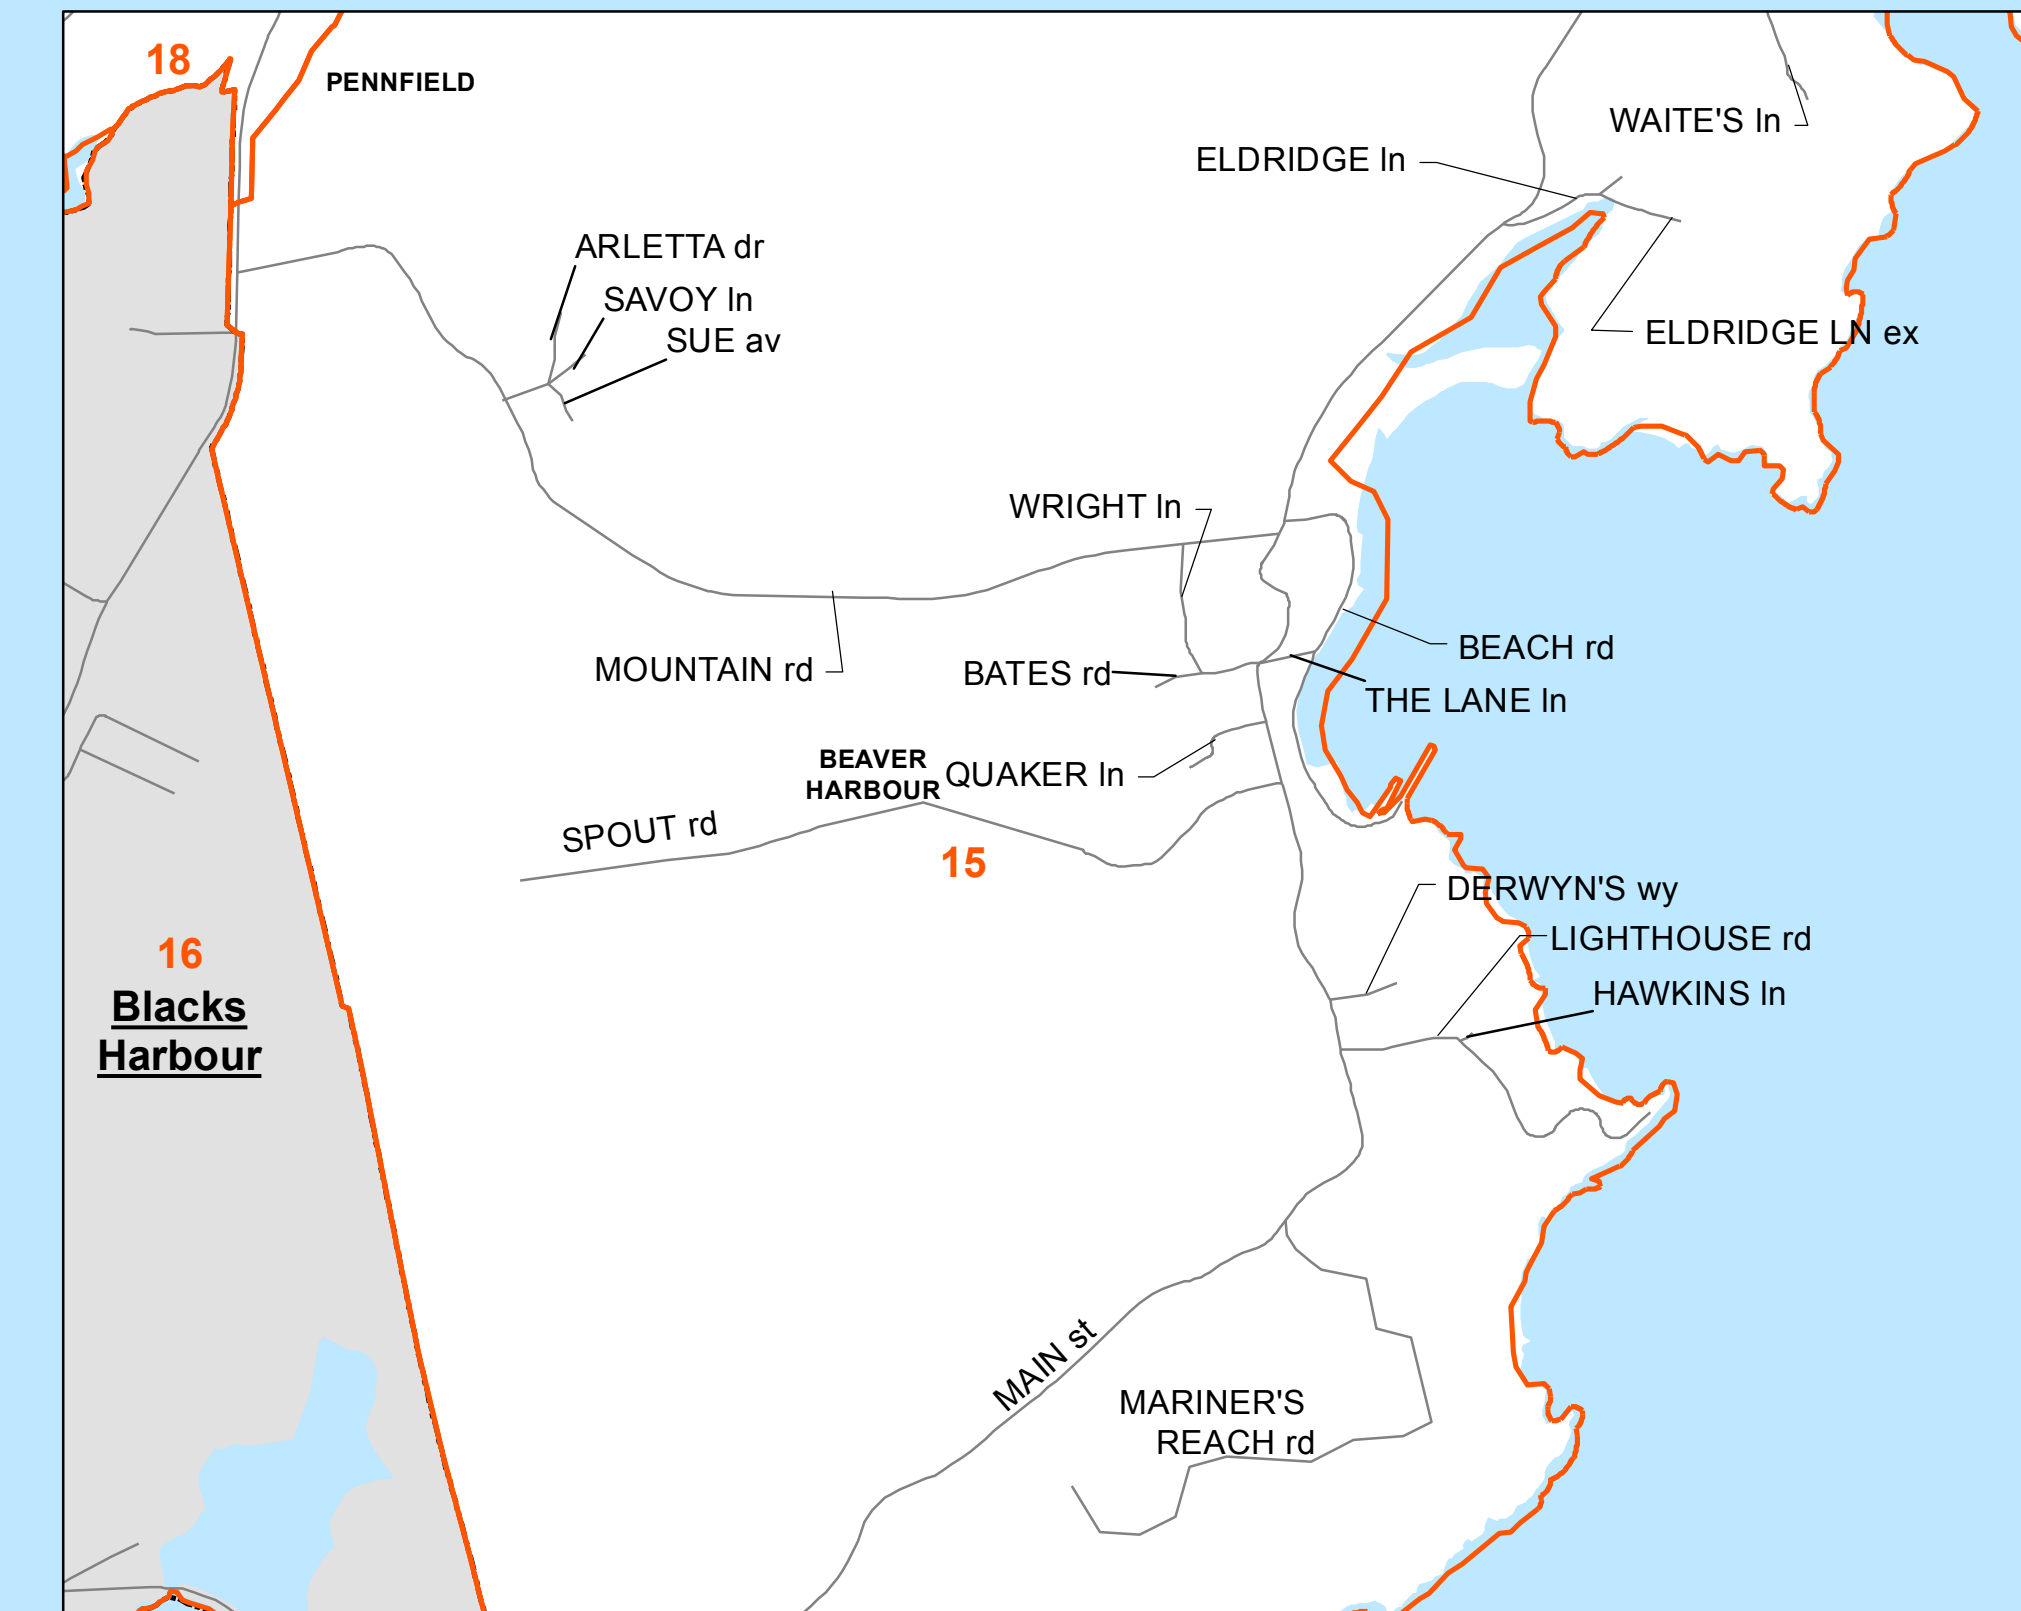 18
PENNFIELD
WAITE'S ln
ELDRIDGE ln
ARLETTA dr
SAVOY ln
SUE av
ELDRIDGE LN ex
WRIGHT ln
MOUNTAIN rd
BATES rd
BEACH rd
THE LANE ln
BEAVER
HARBOUR
QUAKER ln
SPOUT rd
15
DERWYN'S wy
LIGHTHOUSE rd
HAWKINS ln
16
Blacks
Harbour
MAIN st
MARINER'S
REACH rd